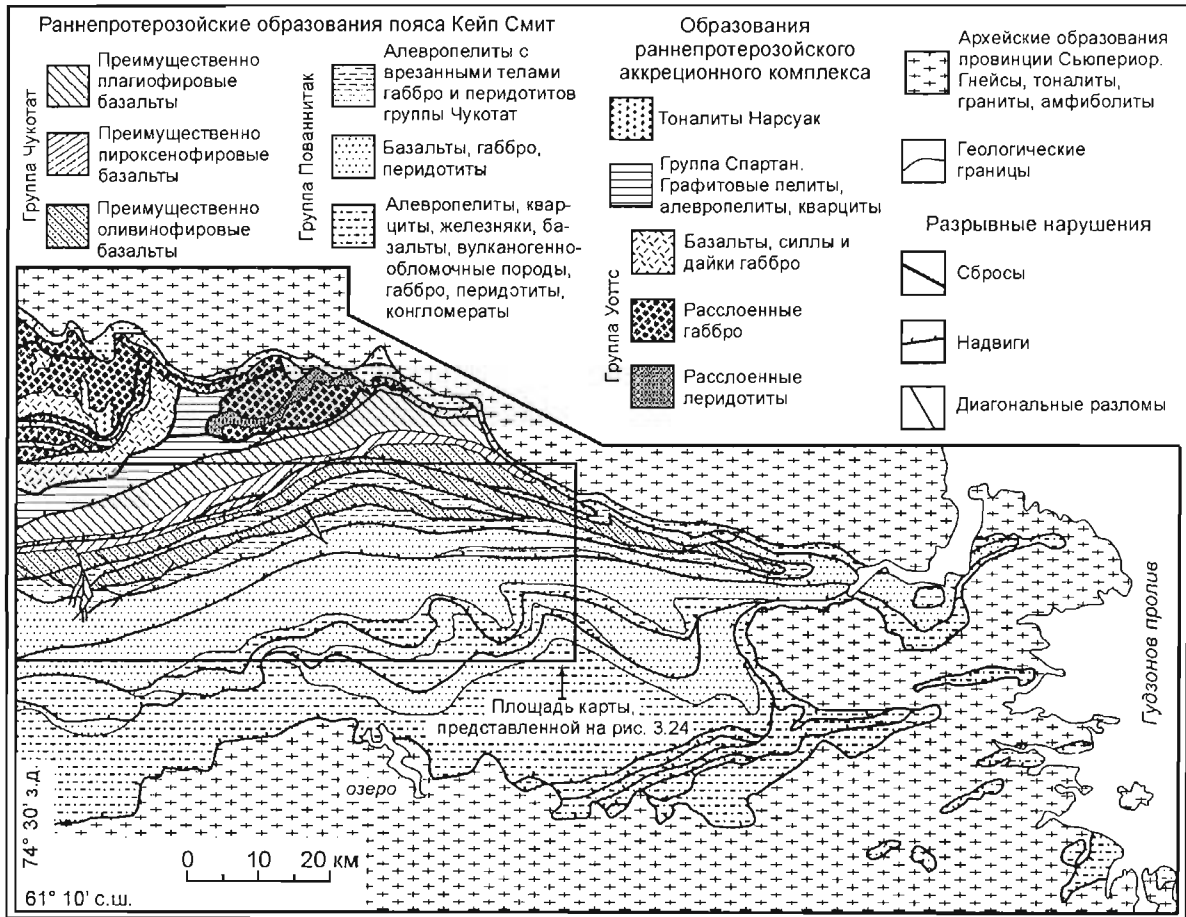 Раннепротерозойские образования пояса Кейп Смит
Группа Чукотат
Преимущественно
плагиофировые
базальты
Преимущественно
пироксенофировые
базальты
Преимущественно
оливинофировые
базальты
Группа Пованнитак
Алевропелиты с
врезанными телами
габбро и перидотитов
группы Чукотат
Базальты, габбро,
перидотиты
Алевропелиты, квар-
циты, железняки, ба-
зальты, вулканогенно-
обломочные породы,
габбро, перидотиты,
конгломераты
Образования
раннепротерозойского
аккреционного комплекса
Тоналиты Нарсуак
Группа Спартан.
Графитовые пелиты,
алевропелиты, кварциты
Группа Уоттс
Базальты, силлы и
дайки габбро
Расслоенные
габбро
Расслоенные
леридотиты
Архейские образования
провинции Сьюпериор.
Гнейсы, тоналиты,
граниты, амфиболиты
Геологические
границы
Разрывные нарушения
Сбросы
Надвиги
Диагональные разломы
Площадь карты,
представленной на рис. 3.24
Гудзонов пролив
озеро
74° 30' з.д.
0 10 20 км
61° 10' с.ш.